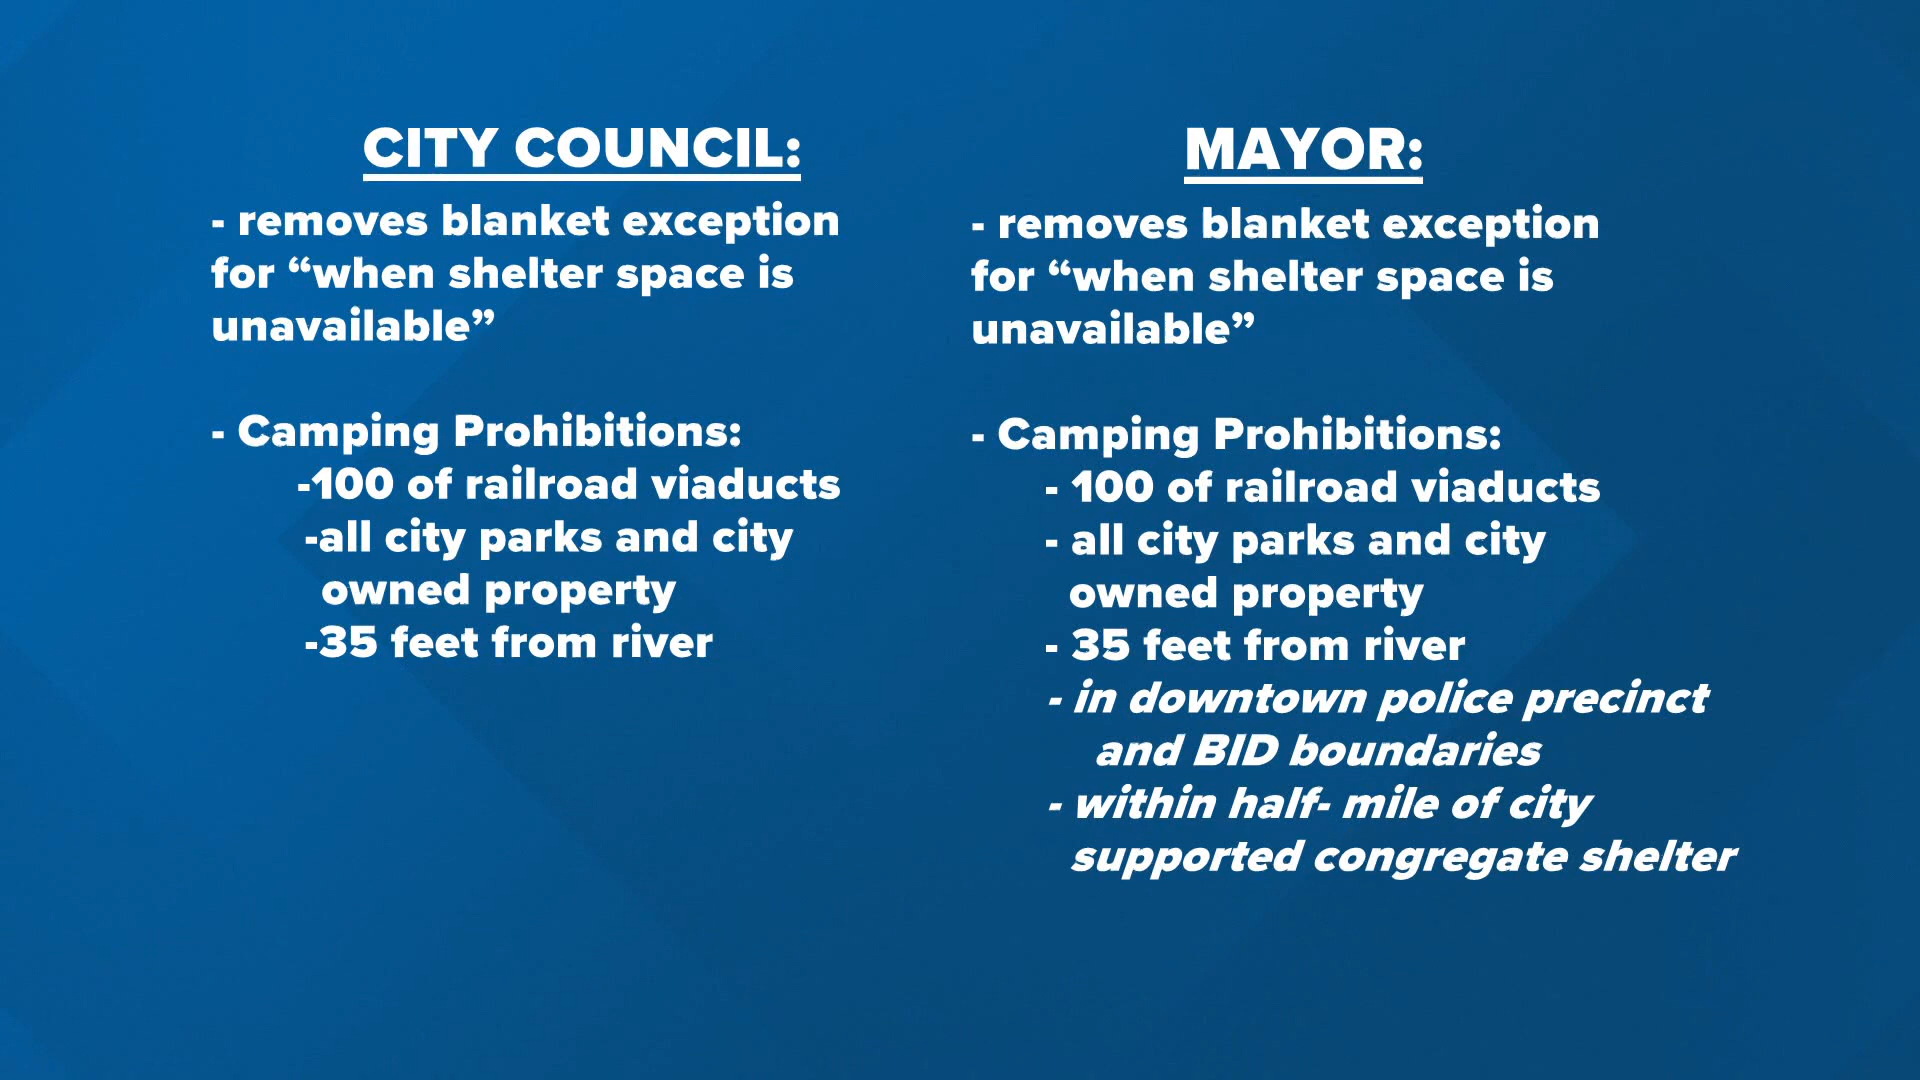 CITY COUNCIL:
- removes blanket exception
for “when shelter space is
unavailable”
- Camping Prohibitions:
-100 of railroad viaducts
-all city parks and city
owned property
-35 feet from river
MAYOR:
- removes blanket exception
for “when shelter space is
unavailable”
- Camping Prohibitions:
- 100 of railroad viaducts
- all city parks and city
owned property
- 35 feet from river
- in downtown police precinct
and BID boundaries
- within half- mile of city
supported congregate shelter